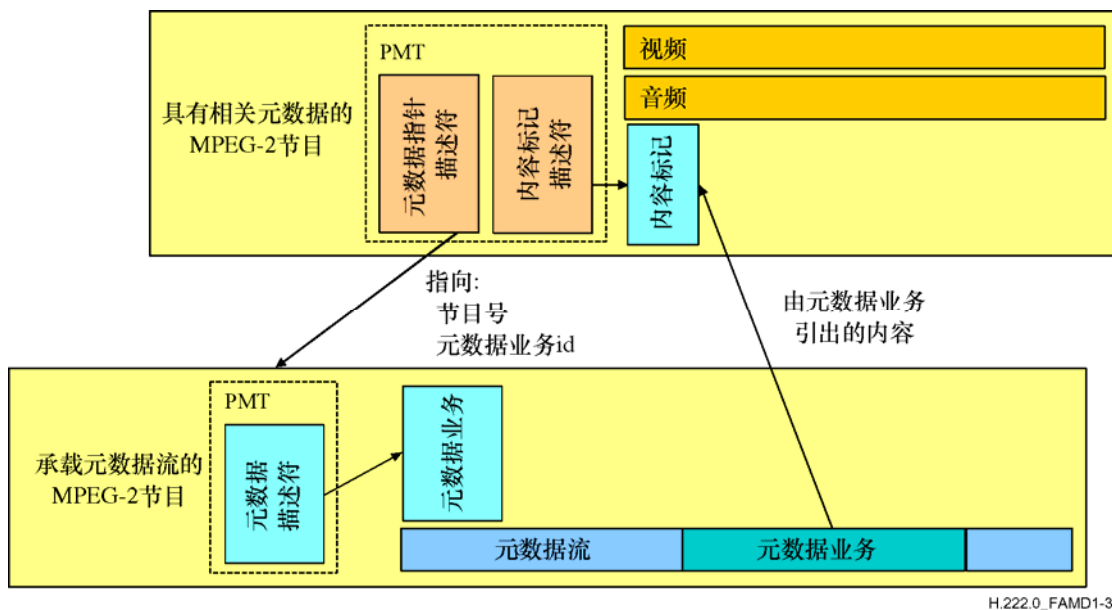 PMT
视频
音频
具有相关元数据的
MPEG-2节目
元数据指针
描述符
内容标记
描述符
内容标记
指向:
节目号
元数据业务id
由元数据业务
引出的内容
PMT
承载元数据流的
MPEG-2节目
元数据
描述符
元数据业务
元数据流
元数据业务
H.222.0_FAMD1-3